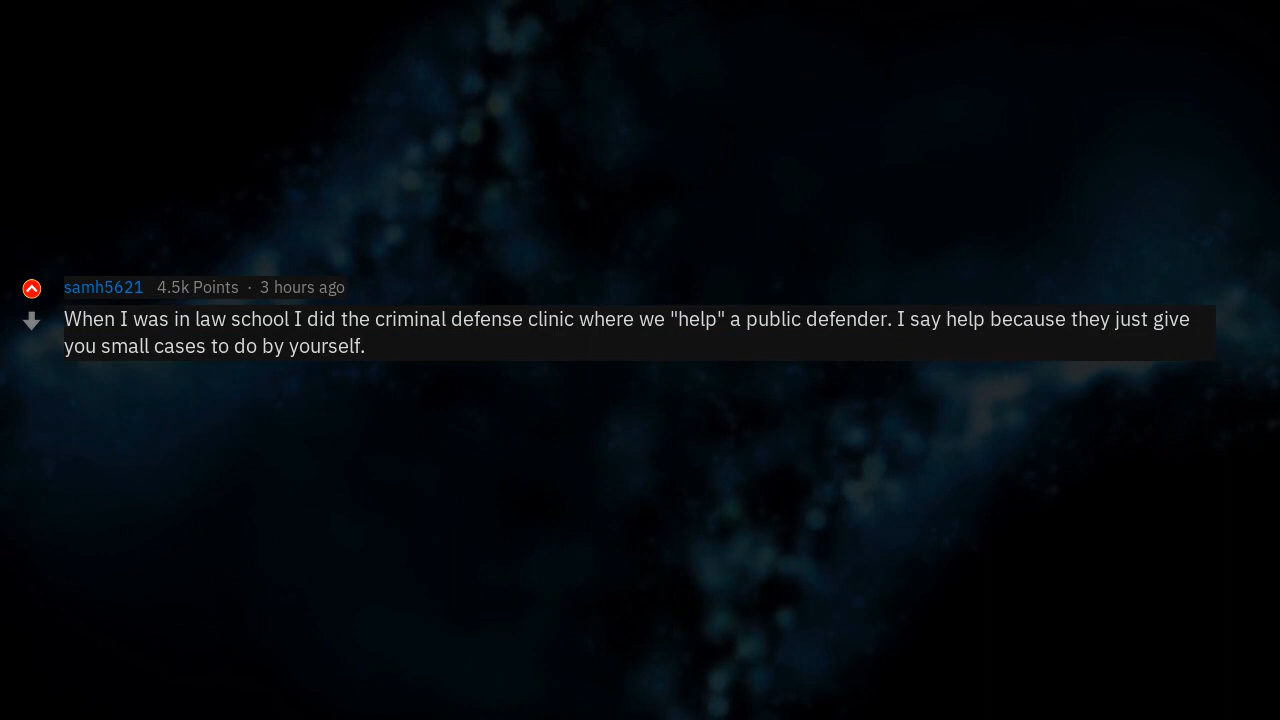 samh5621 4.5k Points · 3 hours ago
When I was in law school I did the criminal defense clinic where we "help" a public defender. I say help because they just give
you small cases to do by yourself.